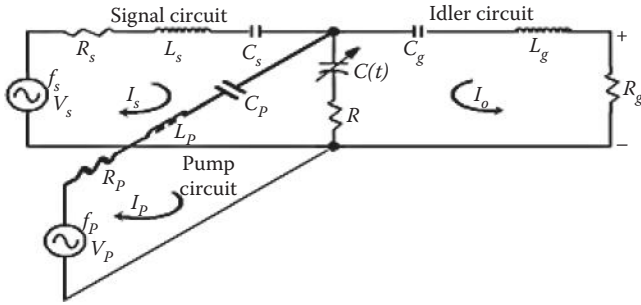 Signal circuit
Idler circuit
R_s
L_s
C_s
C_g
L_g
+
f_s
V_s
I_s
C_P
C(t)
I_o
R_g
L_P
R
R_P
Pump circuit
−
I_P
f_P
V_P